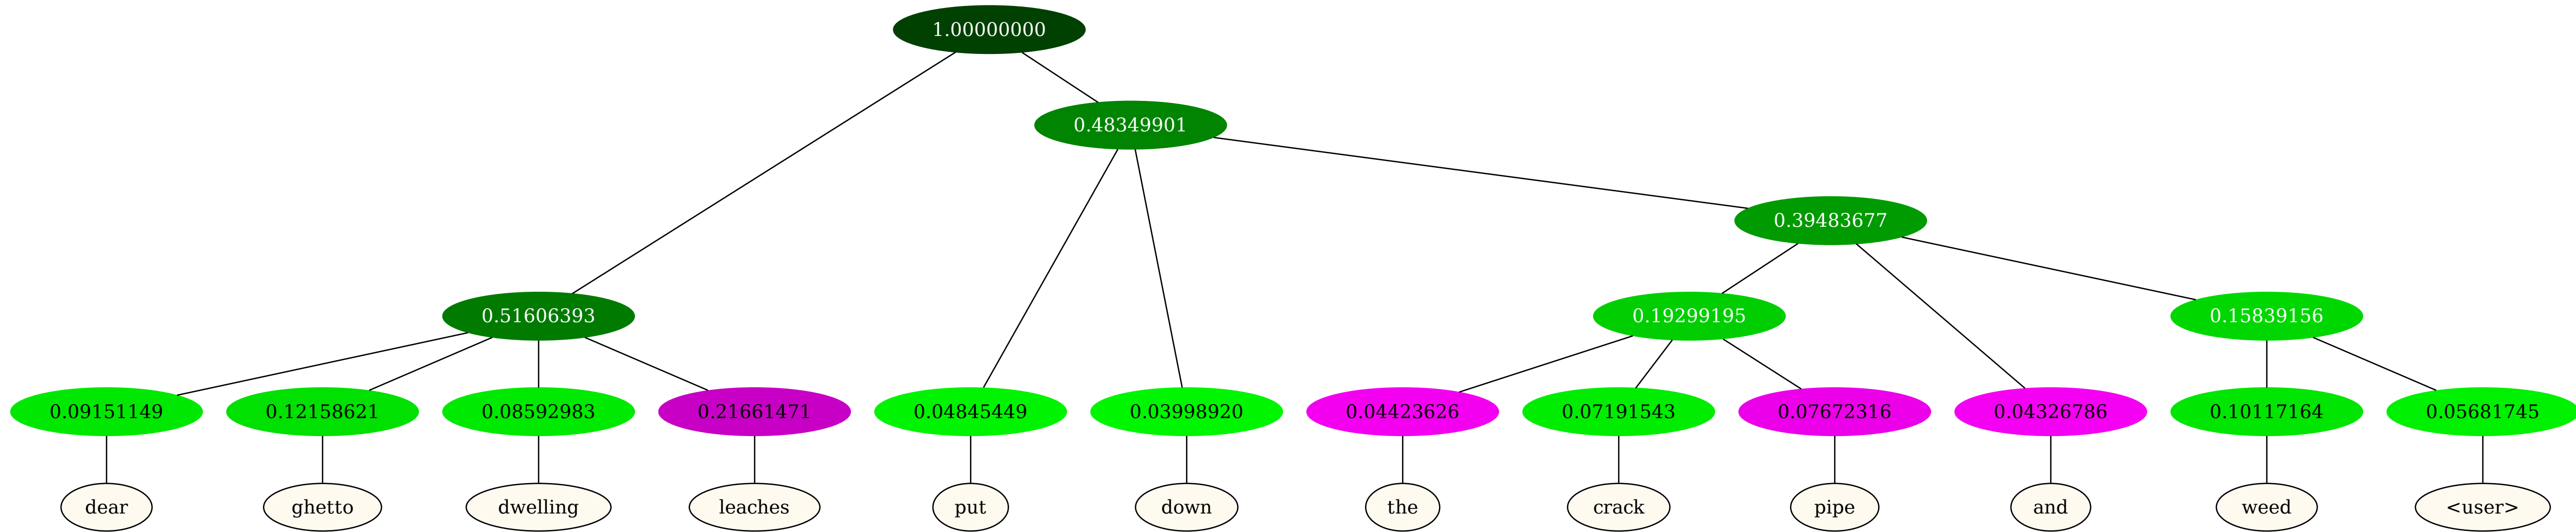 1.00000000
0.48349901
0.39483677
0.51606393 0.19299195 0.15839156
0.09151149 0.12158621 0.08592983 0.21661471 0.04845449 0.03998920 0.04423626 0.07191543 0.07672316 0.04326786 0.10117164 0.05681745
dear ghetto dwelling leaches put down the crack pipe and weed <user>